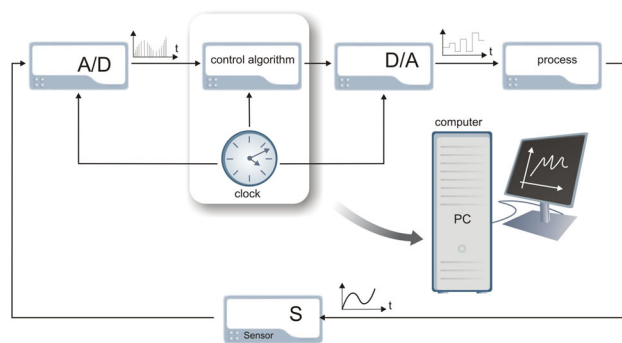 A/D
t
control algorithm
D/A
t
process
clock
computer
PC
t
S
Sensor